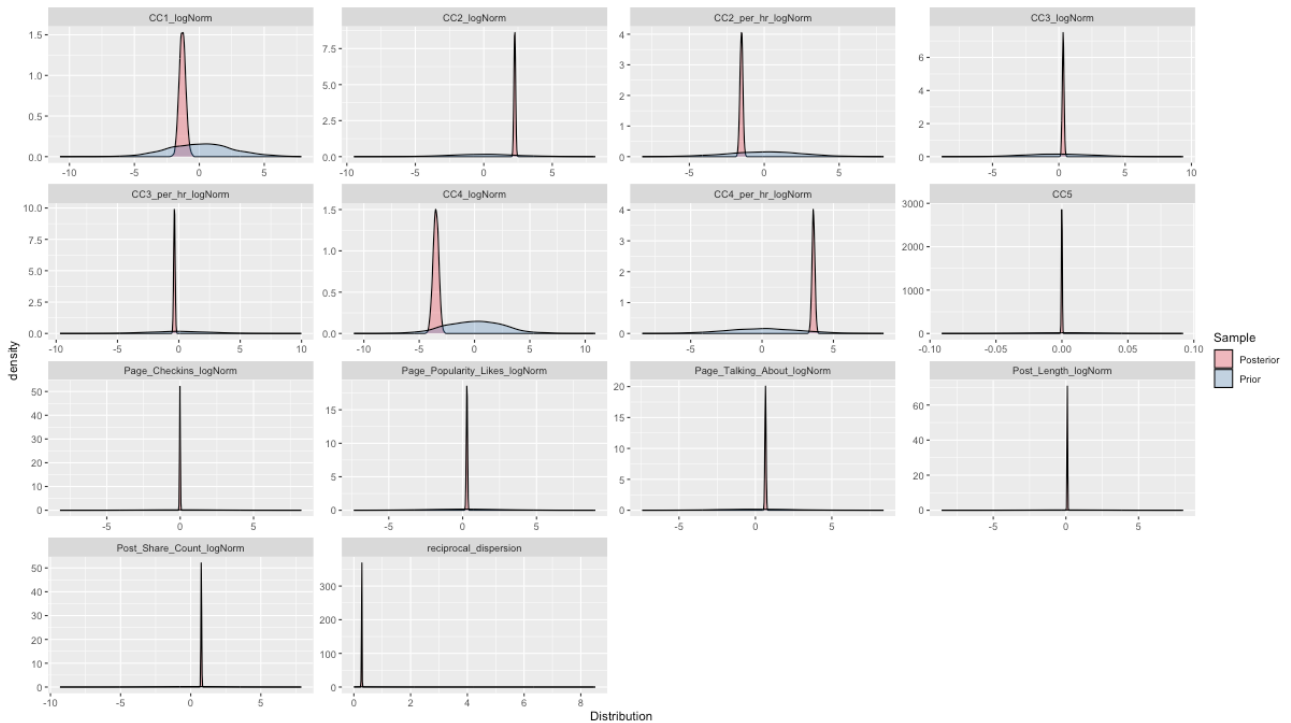 CC1_logNorm CC2_logNorm CC2_per_hr_logNorm CC3_logNorm
1.5
1.0
0.5
0.0
-10 -5 0 5
7.5
5.0
2.5
0.0
-10 -5 0 5
4
3
2
1
0
-5 0 5
6
4
2
0
-5 0 5 10
CC3_per_hr_logNorm CC4_logNorm CC4_per_hr_logNorm CC5
10.0
7.5
5.0
2.5
0.0
-10 -5 0 5 10
1.5
1.0
0.5
0.0
-10 -5 0 5 10
4
3
2
1
0
-5 0 5
3000
2000
1000
0
-0.10 -0.05 0.00 0.05 0.10
density
Page_Checkins_logNorm Page_Popularity_Likes_logNorm Page_Talking_About_logNorm Post_Length_logNorm
50
40
30
20
10
0
-5 0 5
15
10
5
0
-5 0 5
20
15
10
5
0
-5 0 5
60
40
20
0
-5 0 5
Post_Share_Count_logNorm reciprocal_dispersion
50
40
30
20
10
0
-10 -5 0 5
300
200
100
0
0 2 4 6 8
Distribution
Sample
Posterior
Prior